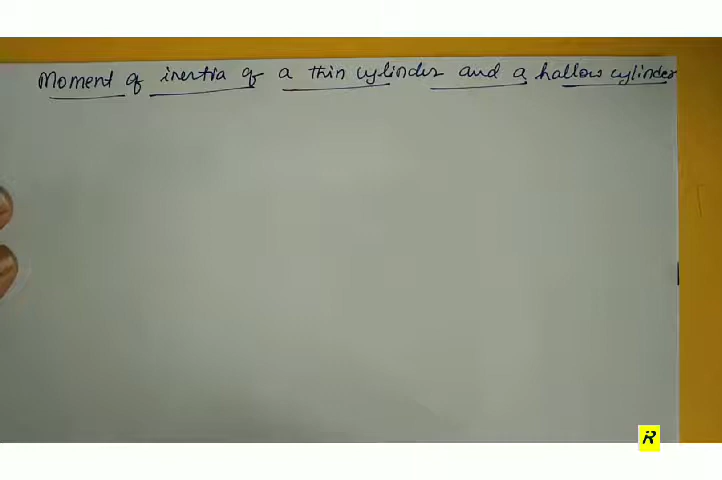 Moment of inertia of a thin cylinder and a hallow cylinder
R